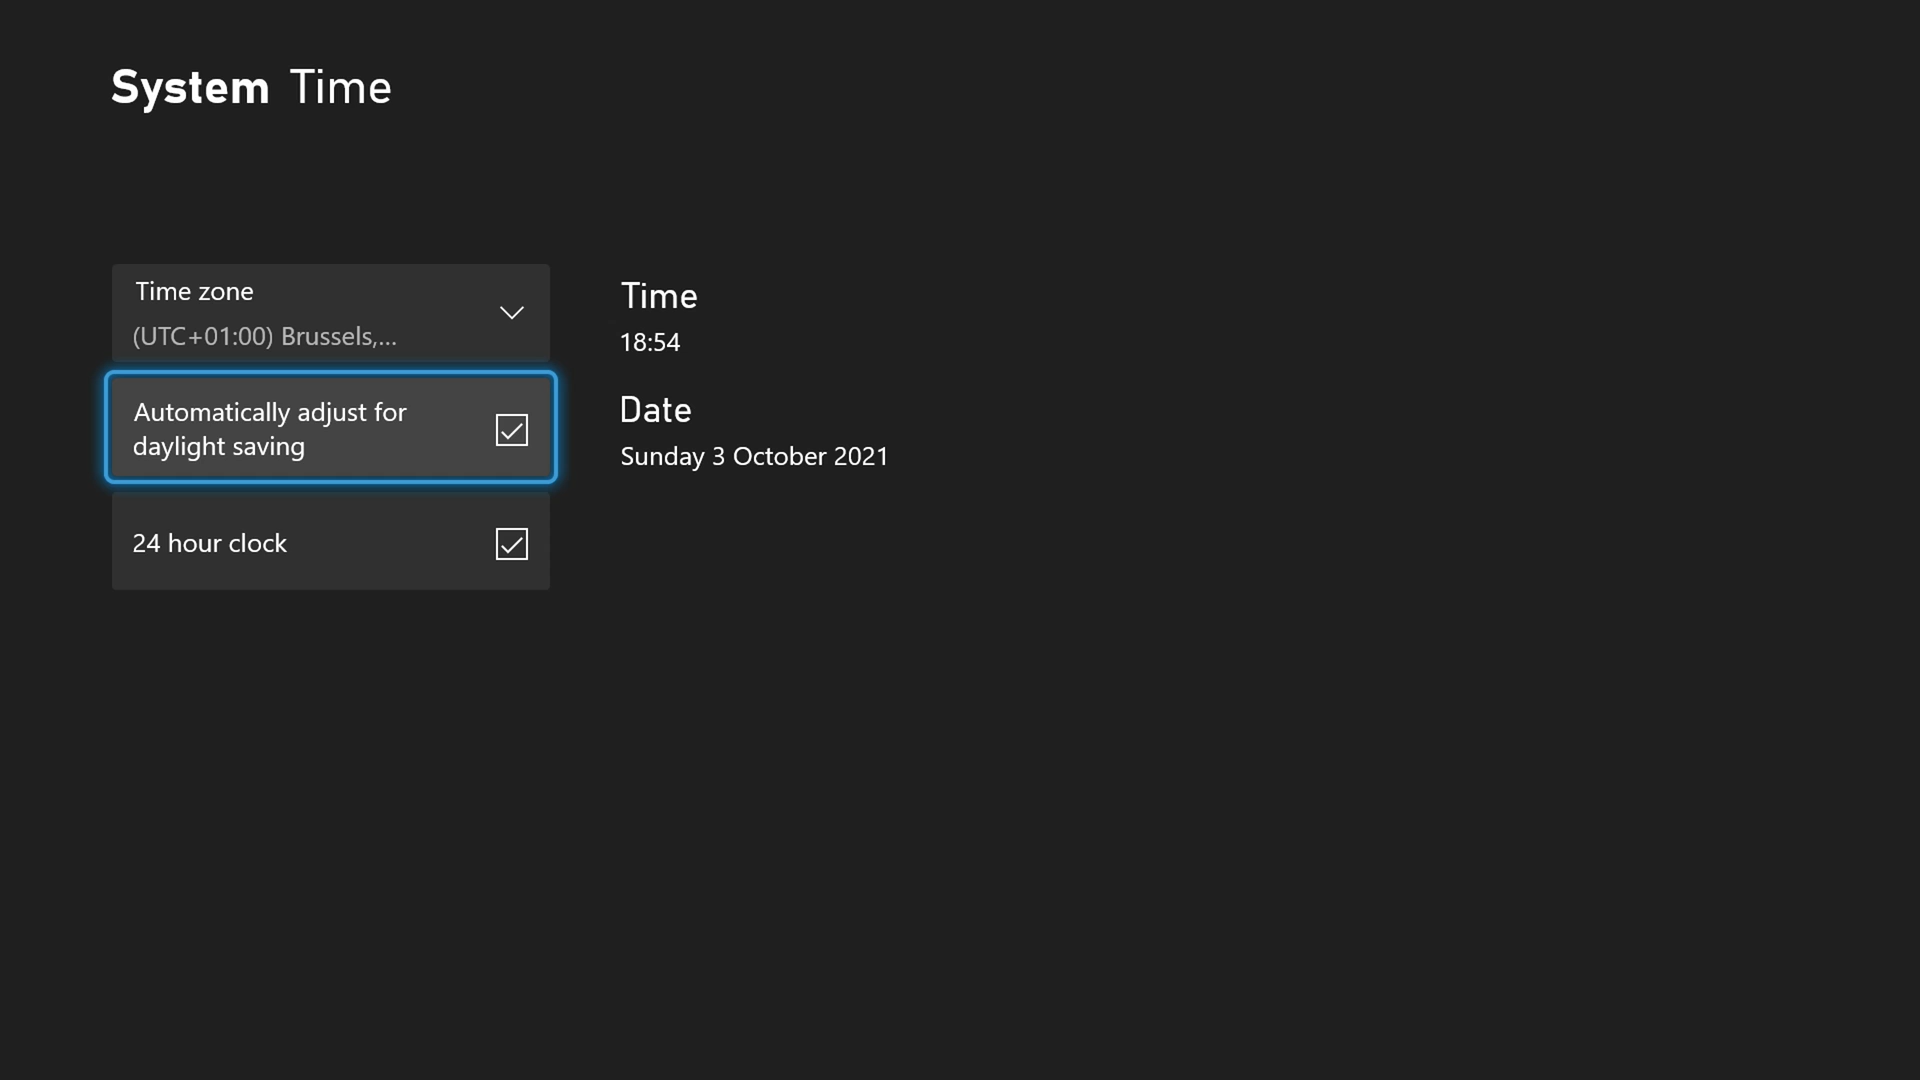 System Time
Time zone
(UTC+01:00) Brussels,...
Automatically adjust for
daylight saving
24 hour clock
Time
18:54
Date
Sunday 3 October 2021